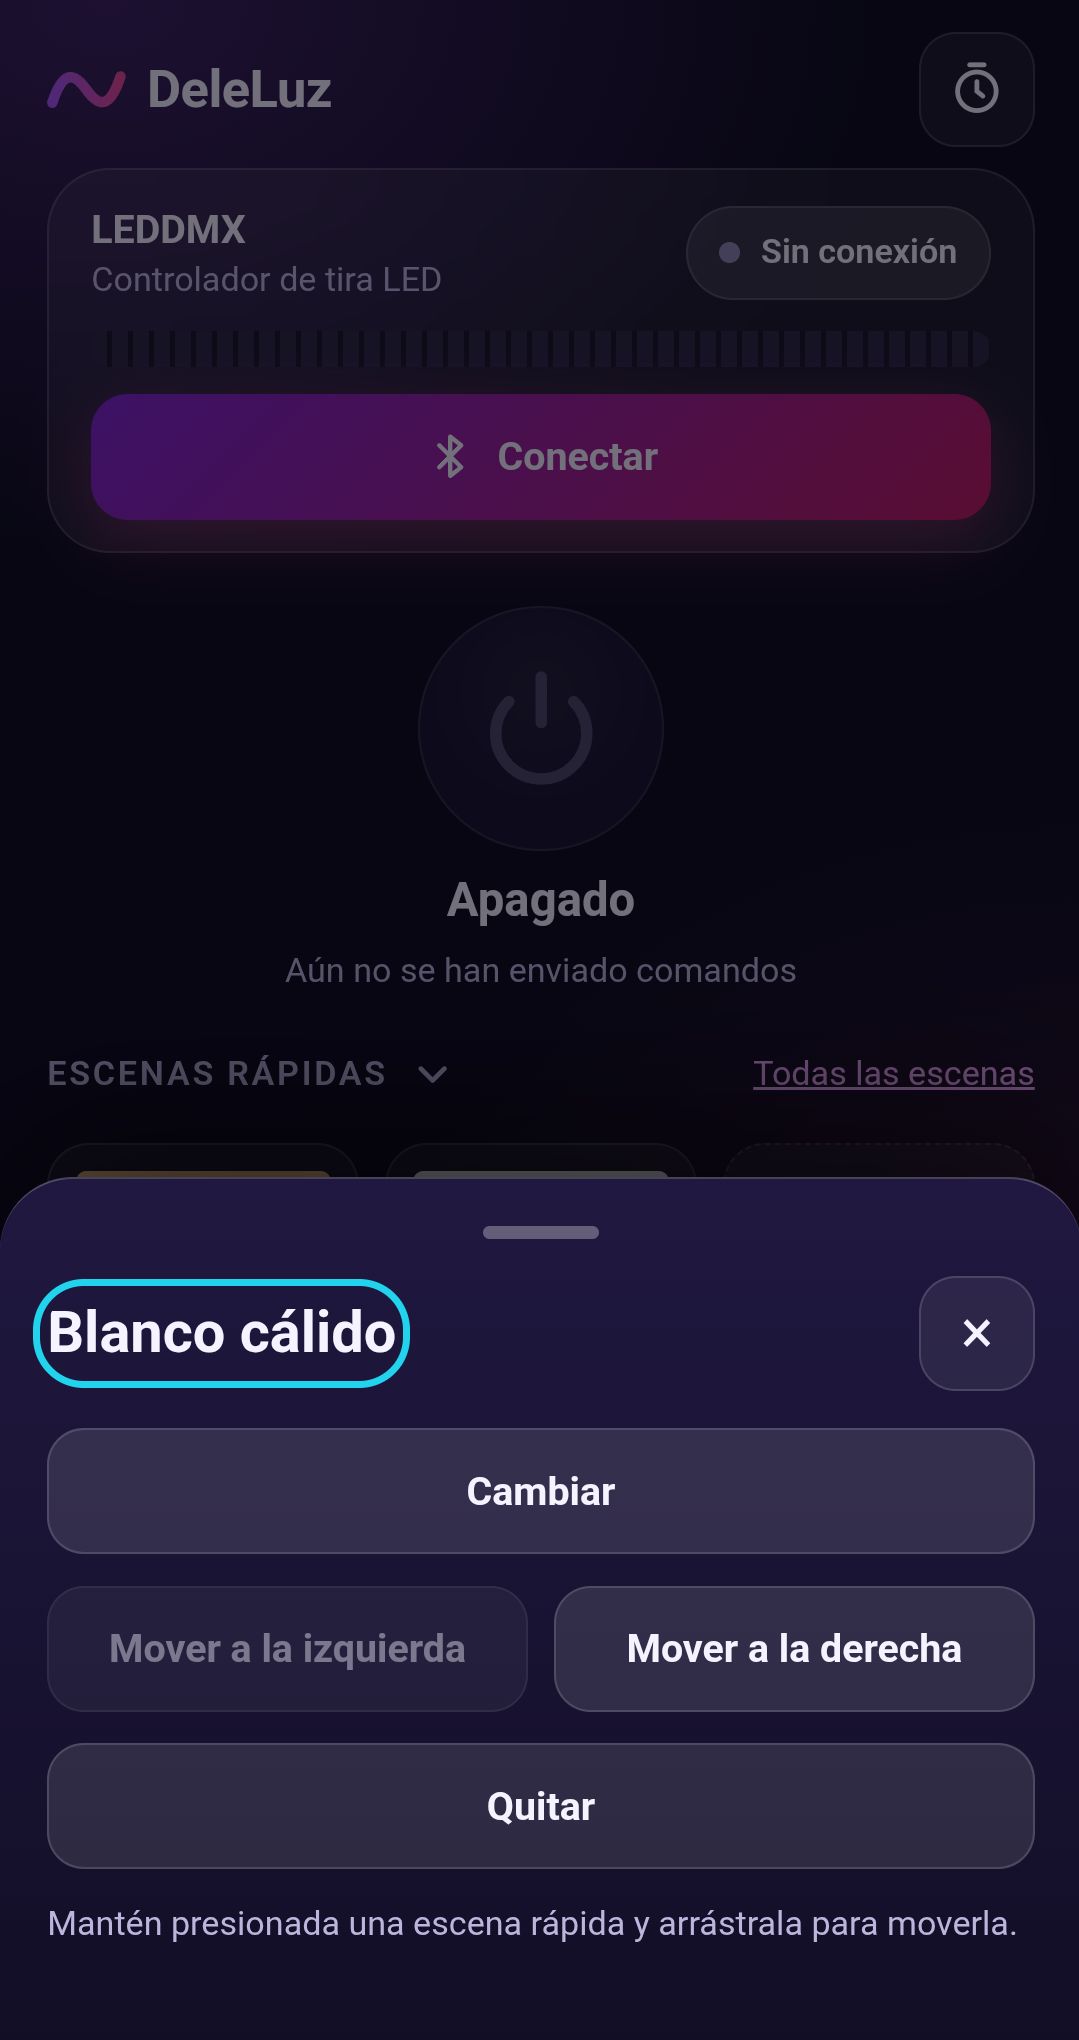 DeleLuz
LEDDMX
Controlador de tira LED
Sin conexión
Conectar
Apagado
Aún no se han enviado comandos
ESCENAS RÁPIDAS
Todas las escenas
Blanco cálido
Cambiar
Mover a la izquierda
Mover a la derecha
Quitar
Mantén presionada una escena rápida y arrástrala para moverla.